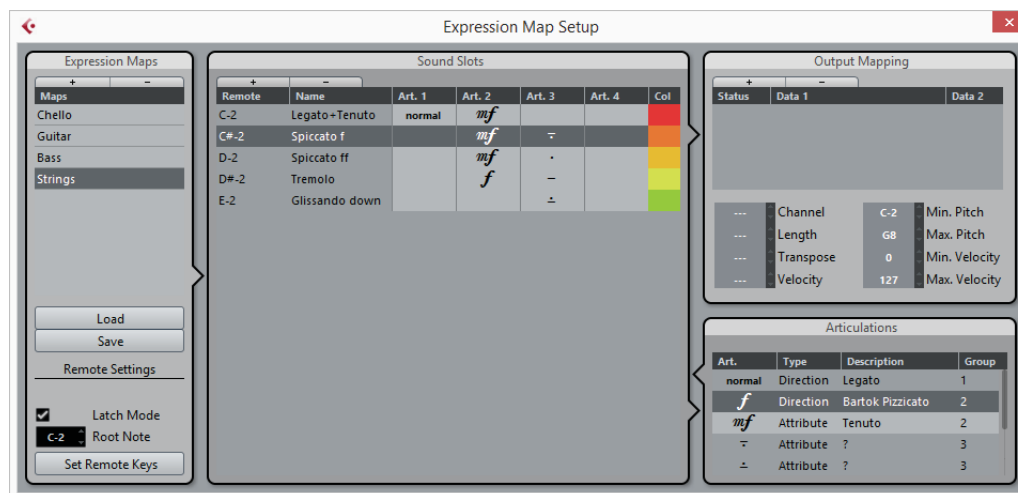 Expression Map Setup
Expression Maps
+ -
Maps
Chello
Guitar
Bass
Strings
Load
Save
Remote Settings
Latch Mode
C-2 Root Note
Set Remote Keys
Sound Slots
+ -
Remote Name Art. 1 Art. 2 Art. 3 Art. 4 Col
C-2 Legato+Tenuto normal mf
C#-2 Spiccato f mf
D-2 Spiccato ff mf
D#-2 Tremolo f
E-2 Glissando down
Output Mapping
+ -
Status Data 1 Data 2
--- Channel C-2 Min. Pitch
--- Length G8 Max. Pitch
--- Transpose 0 Min. Velocity
--- Velocity 127 Max. Velocity
Articulations
Art. Type Description Group
normal Direction Legato 1
f Direction Bartok Pizzicato 2
mf Attribute Tenuto 2
Attribute ? 3
Attribute ? 3